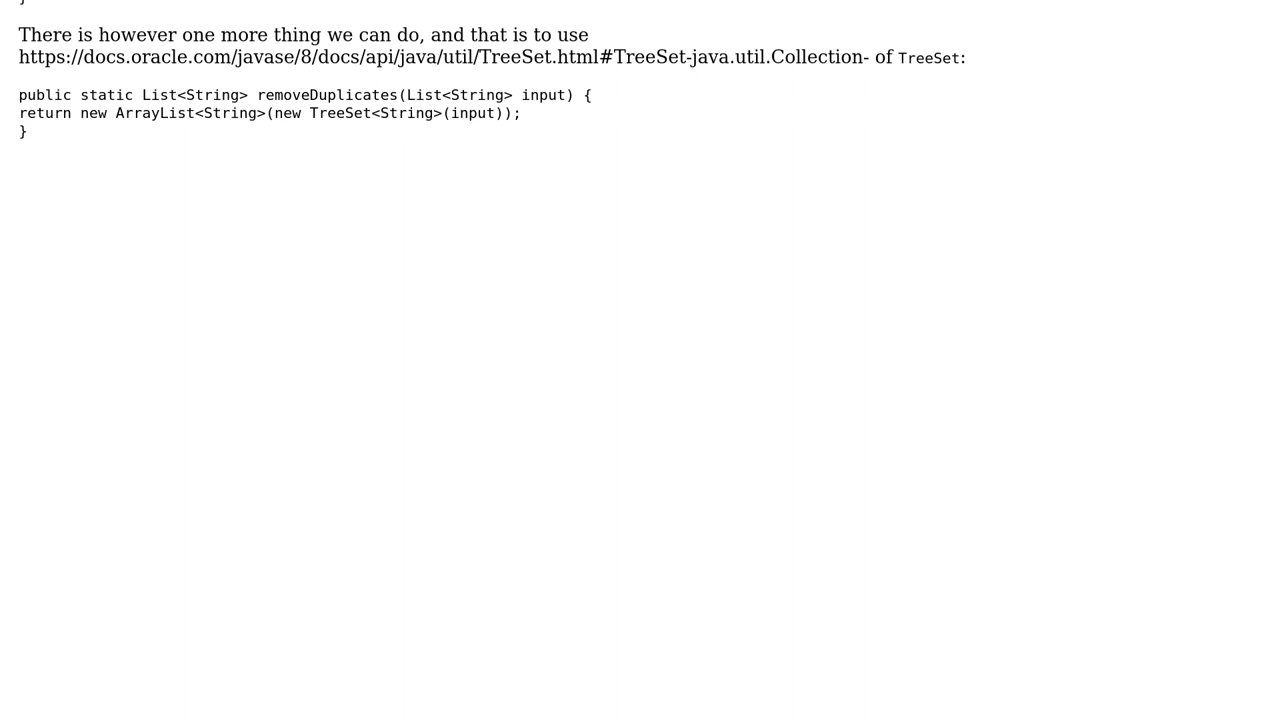 }
There is however one more thing we can do, and that is to use
https://docs.oracle.com/javase/8/docs/api/java/util/TreeSet.html#TreeSet-java.util.Collection- of TreeSet:
public static List<String> removeDuplicates(List<String> input) {
return new ArrayList<String>(new TreeSet<String>(input));
}